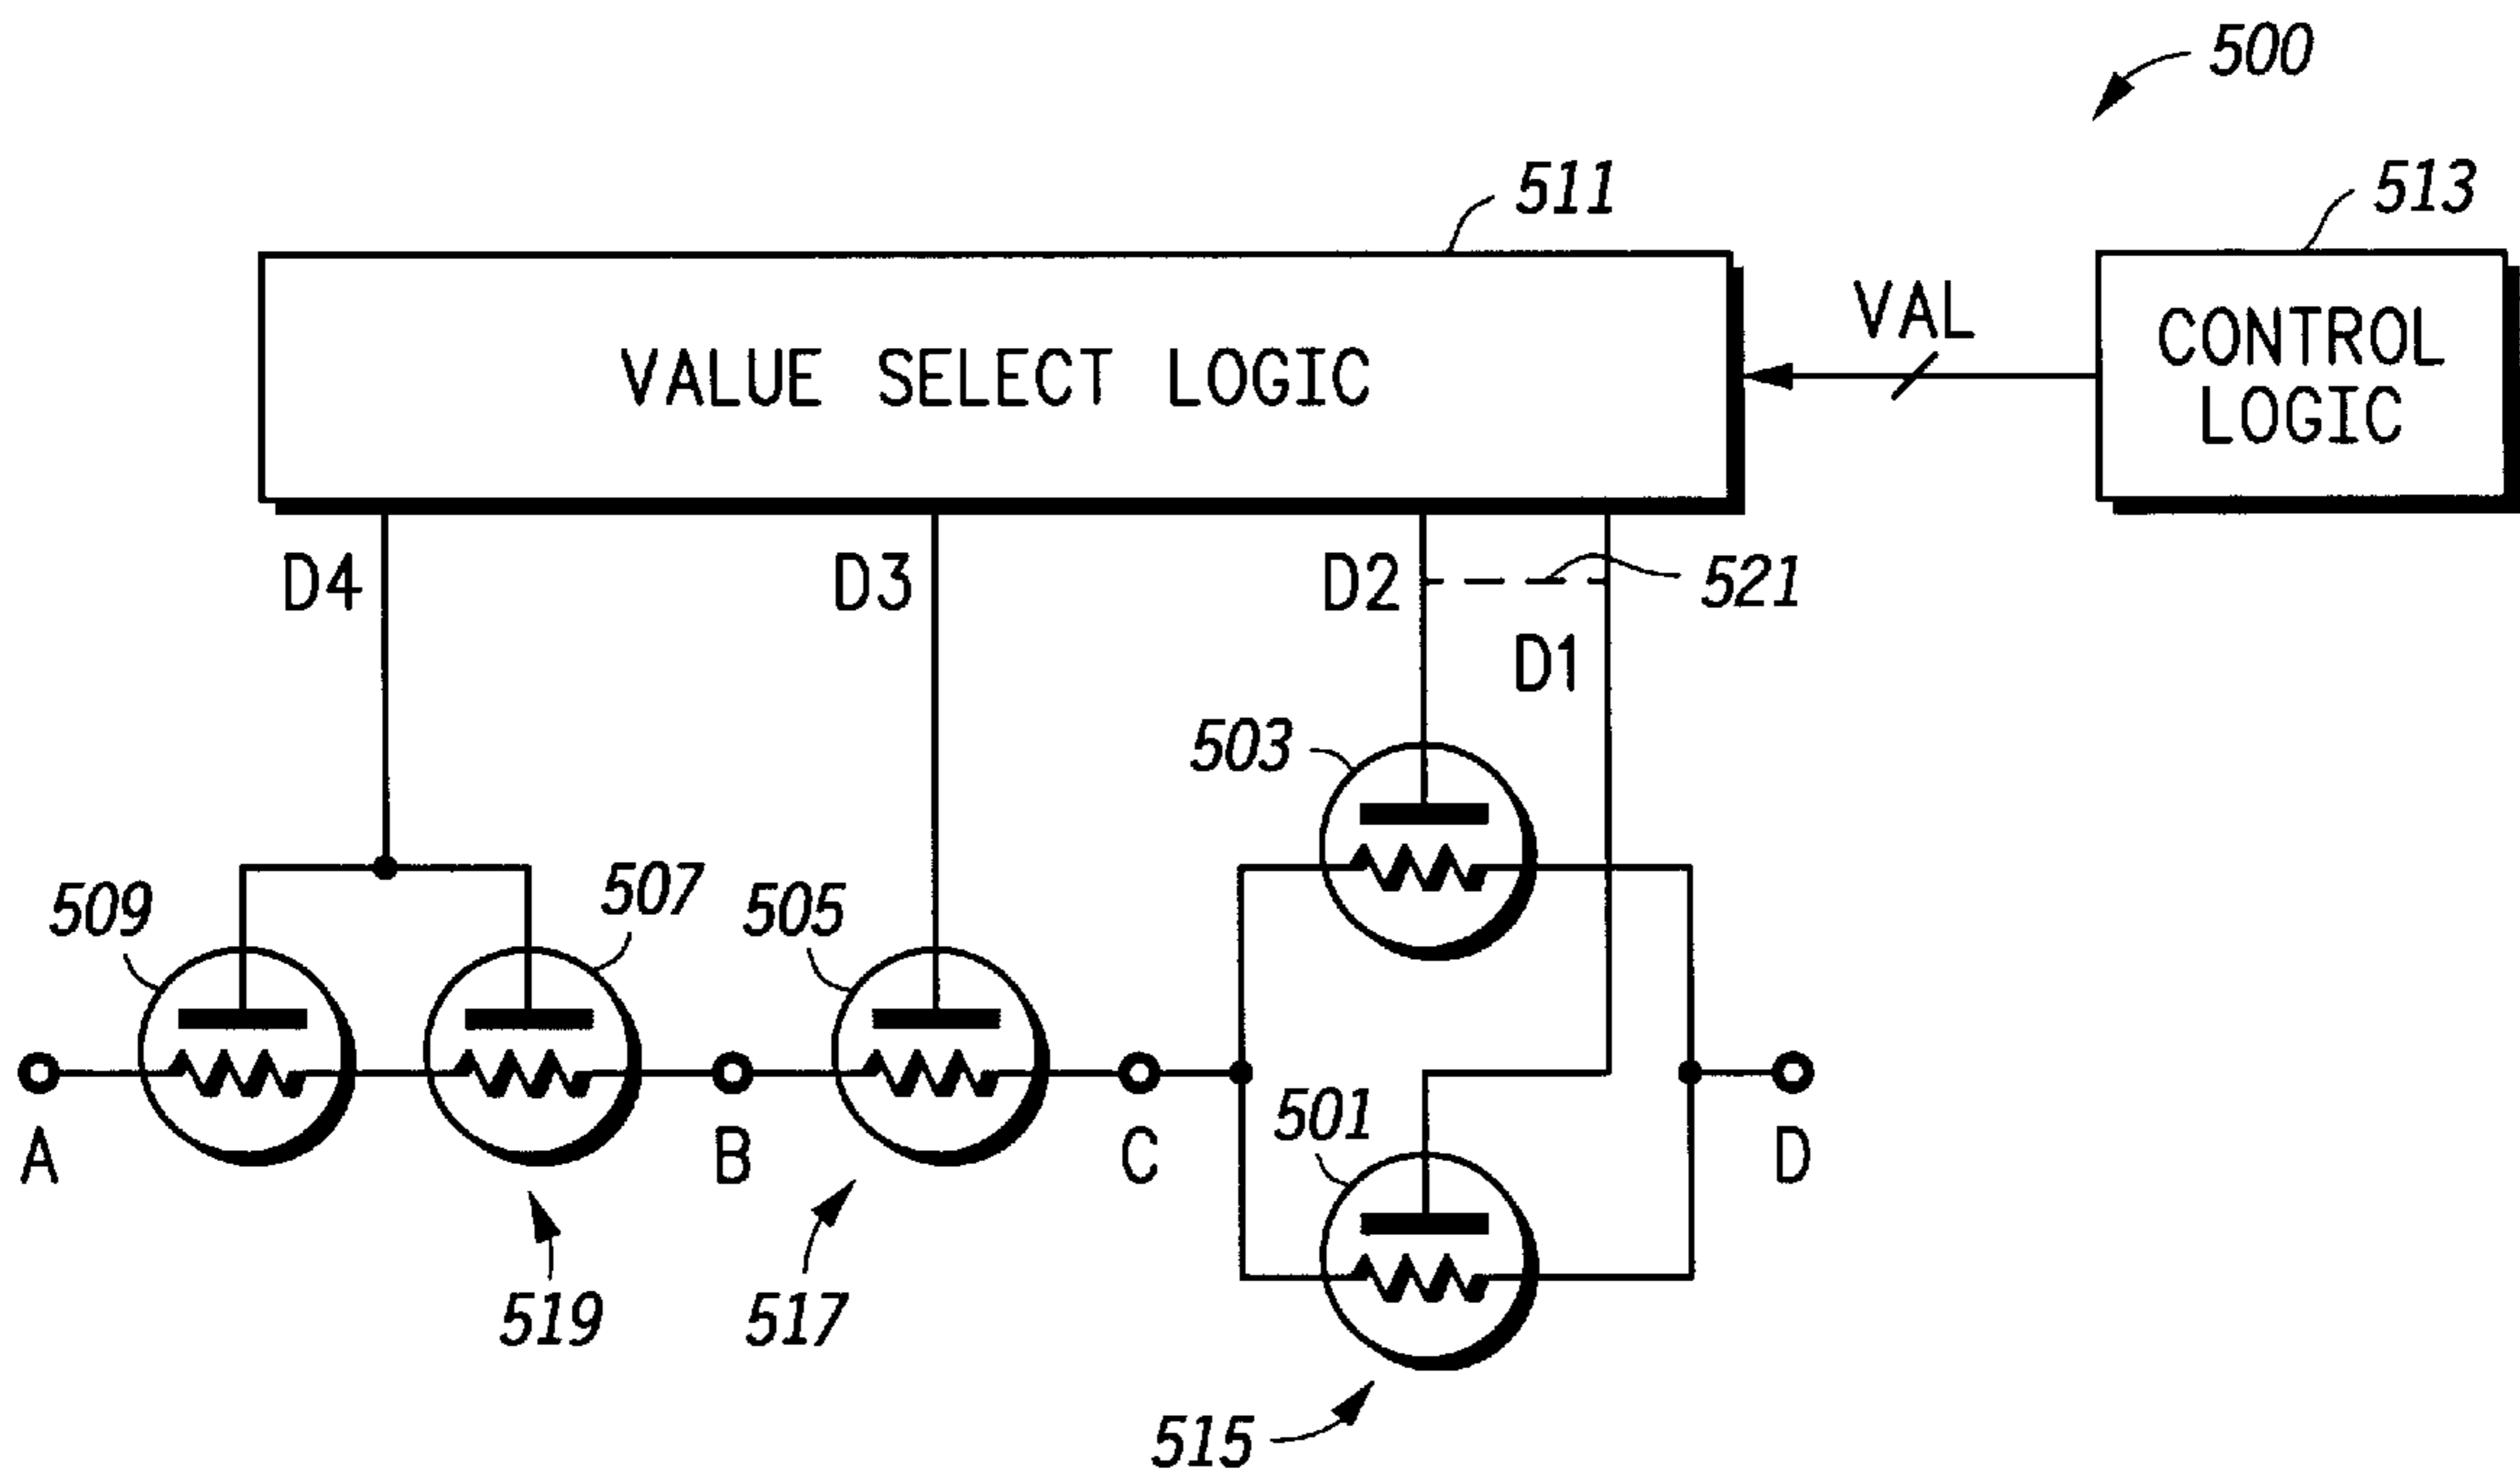 500
511
513
VALUE SELECT LOGIC
VAL
CONTROL
LOGIC
D4
D3
D2
521
D1
503
509
507
505
501
A
B
C
D
519
517
515